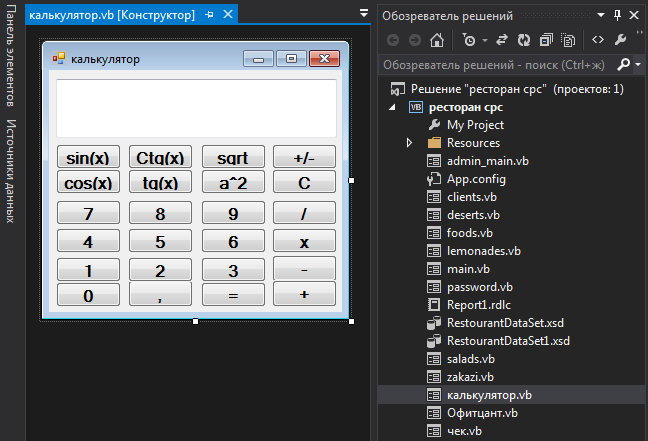 Панель элементов
Источники данных
калькулятор.vb [Конструктор]
калькулятор
sin(x) Ctg(x) sqrt +/-
cos(x) tg(x) a^2 C
7 8 9 /
4 5 6 x
1 2 3 -
0 , = +
Обозреватель решений
Обозреватель решений - поиск (Ctrl+ж)
Решение "ресторан срс" (проектов: 1)
VB ресторан срс
My Project
Resources
admin_main.vb
App.config
clients.vb
deserts.vb
foods.vb
lemonades.vb
main.vb
password.vb
Report1.rdlc
RestourantDataSet.xsd
RestourantDataSet1.xsd
salads.vb
zakazi.vb
калькулятор.vb
Офитцант.vb
чек.vb